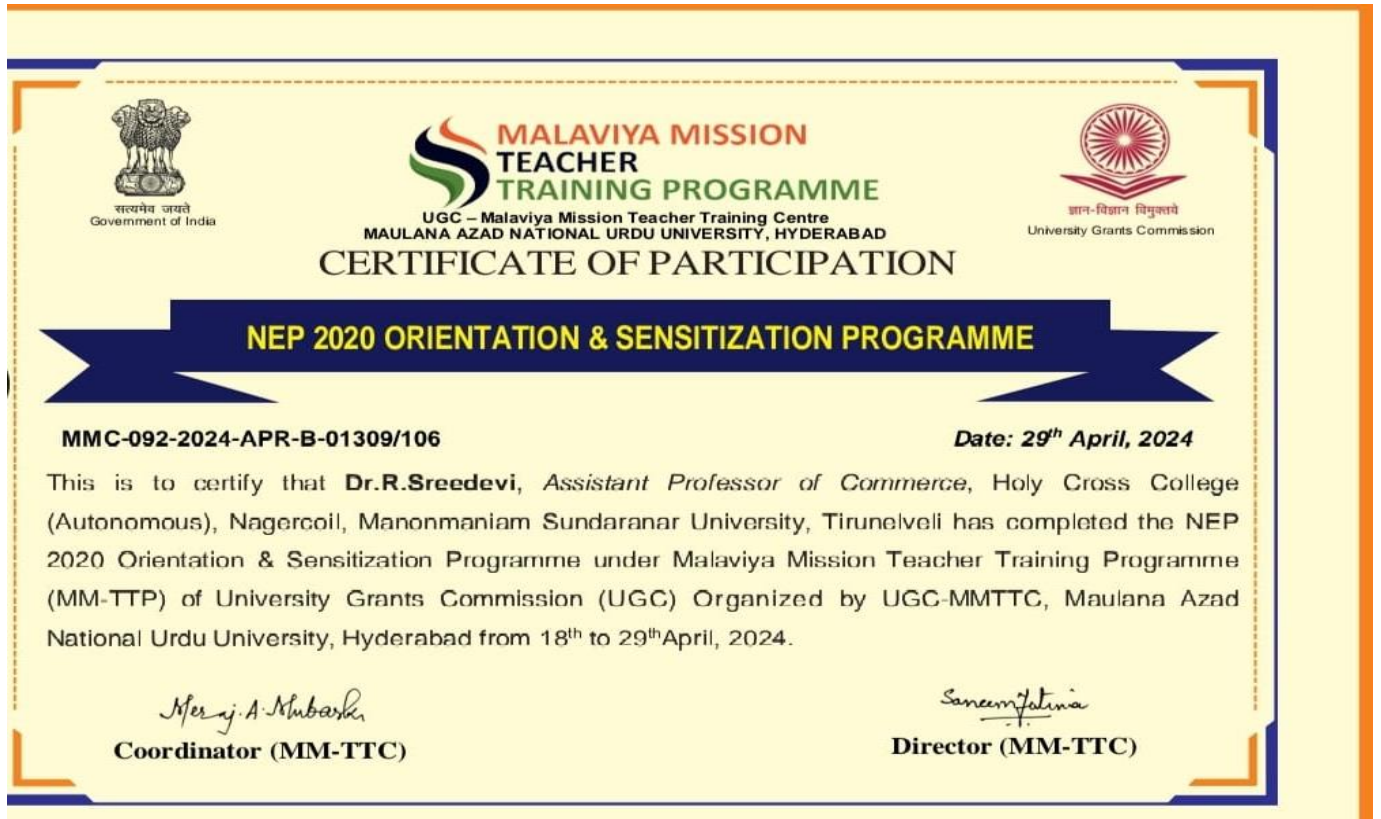 MALAVIYA MISSION
TEACHER
TRAINING PROGRAMME
सत्यमेव जयते
Government of India
UGC – Malaviya Mission Teacher Training Centre
MAULANA AZAD NATIONAL URDU UNIVERSITY, HYDERABAD
ज्ञान-विज्ञान विमुक्तये
University Grants Commission
CERTIFICATE OF PARTICIPATION
NEP 2020 ORIENTATION & SENSITIZATION PROGRAMME
MMC-092-2024-APR-B-01309/106
Date: 29th April, 2024
This is to certify that Dr.R.Sreedevi, Assistant Professor of Commerce, Holy Cross College
(Autonomous), Nagercoil, Manonmaniam Sundaranar University, Tirunelveli has completed the NEP
2020 Orientation & Sensitization Programme under Malaviya Mission Teacher Training Programme
(MM-TTP) of University Grants Commission (UGC) Organized by UGC-MMTTC, Maulana Azad
National Urdu University, Hyderabad from 18th to 29thApril, 2024.
Meraj.A.
Coordinator (MM-TTC)
Director (MM-TTC)